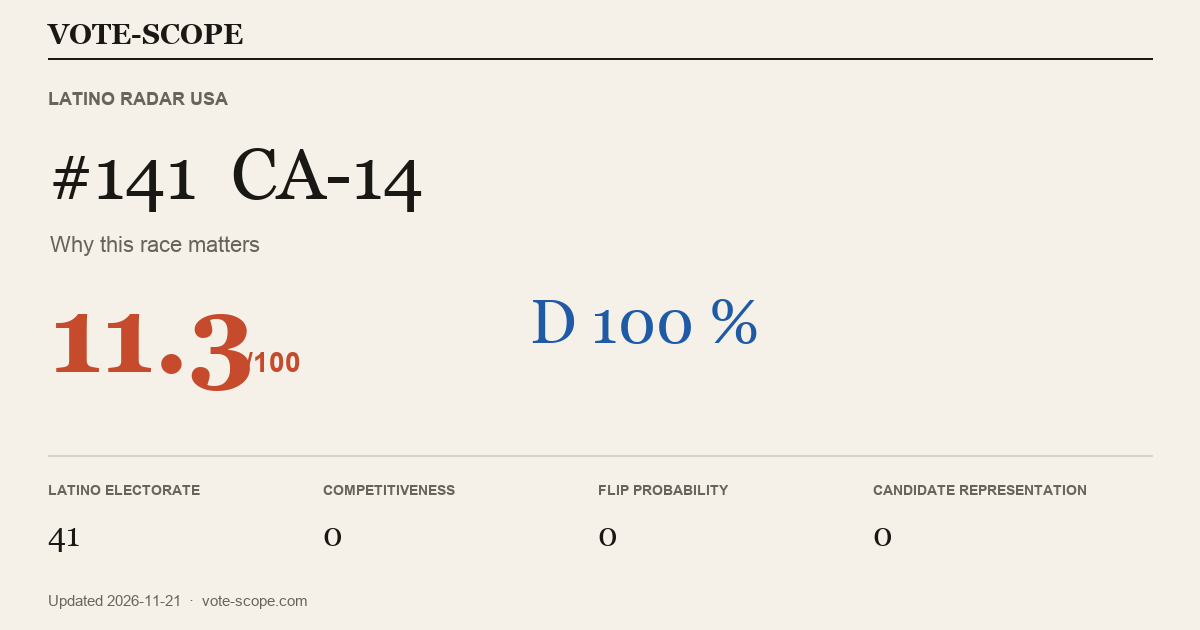 VOTE-SCOPE
LATINO RADAR USA
#141 CA-14
Why this race matters
11.3/100
D 100 %
LATINO ELECTORATE COMPETITIVENESS FLIP PROBABILITY CANDIDATE REPRESENTATION
41 0 0 0
Updated 2026-11-21 · vote-scope.com